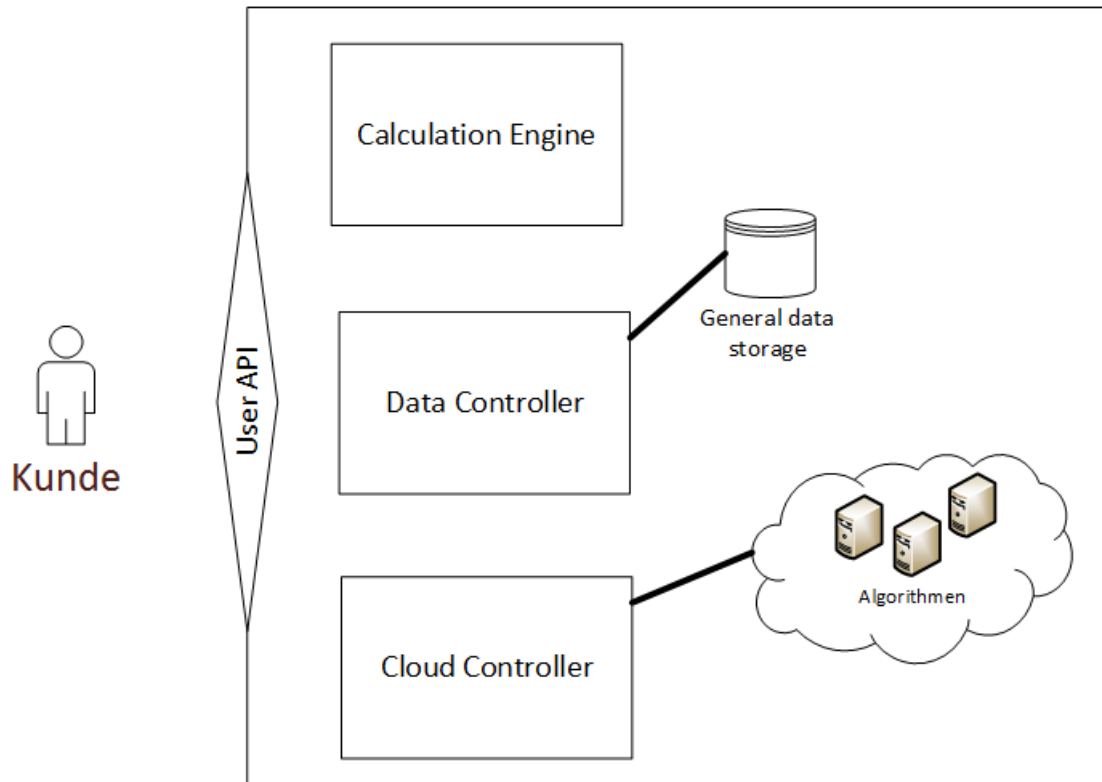 Calculation Engine
General data
storage
User API
Data Controller
Kunde
Algorithmen
Cloud Controller